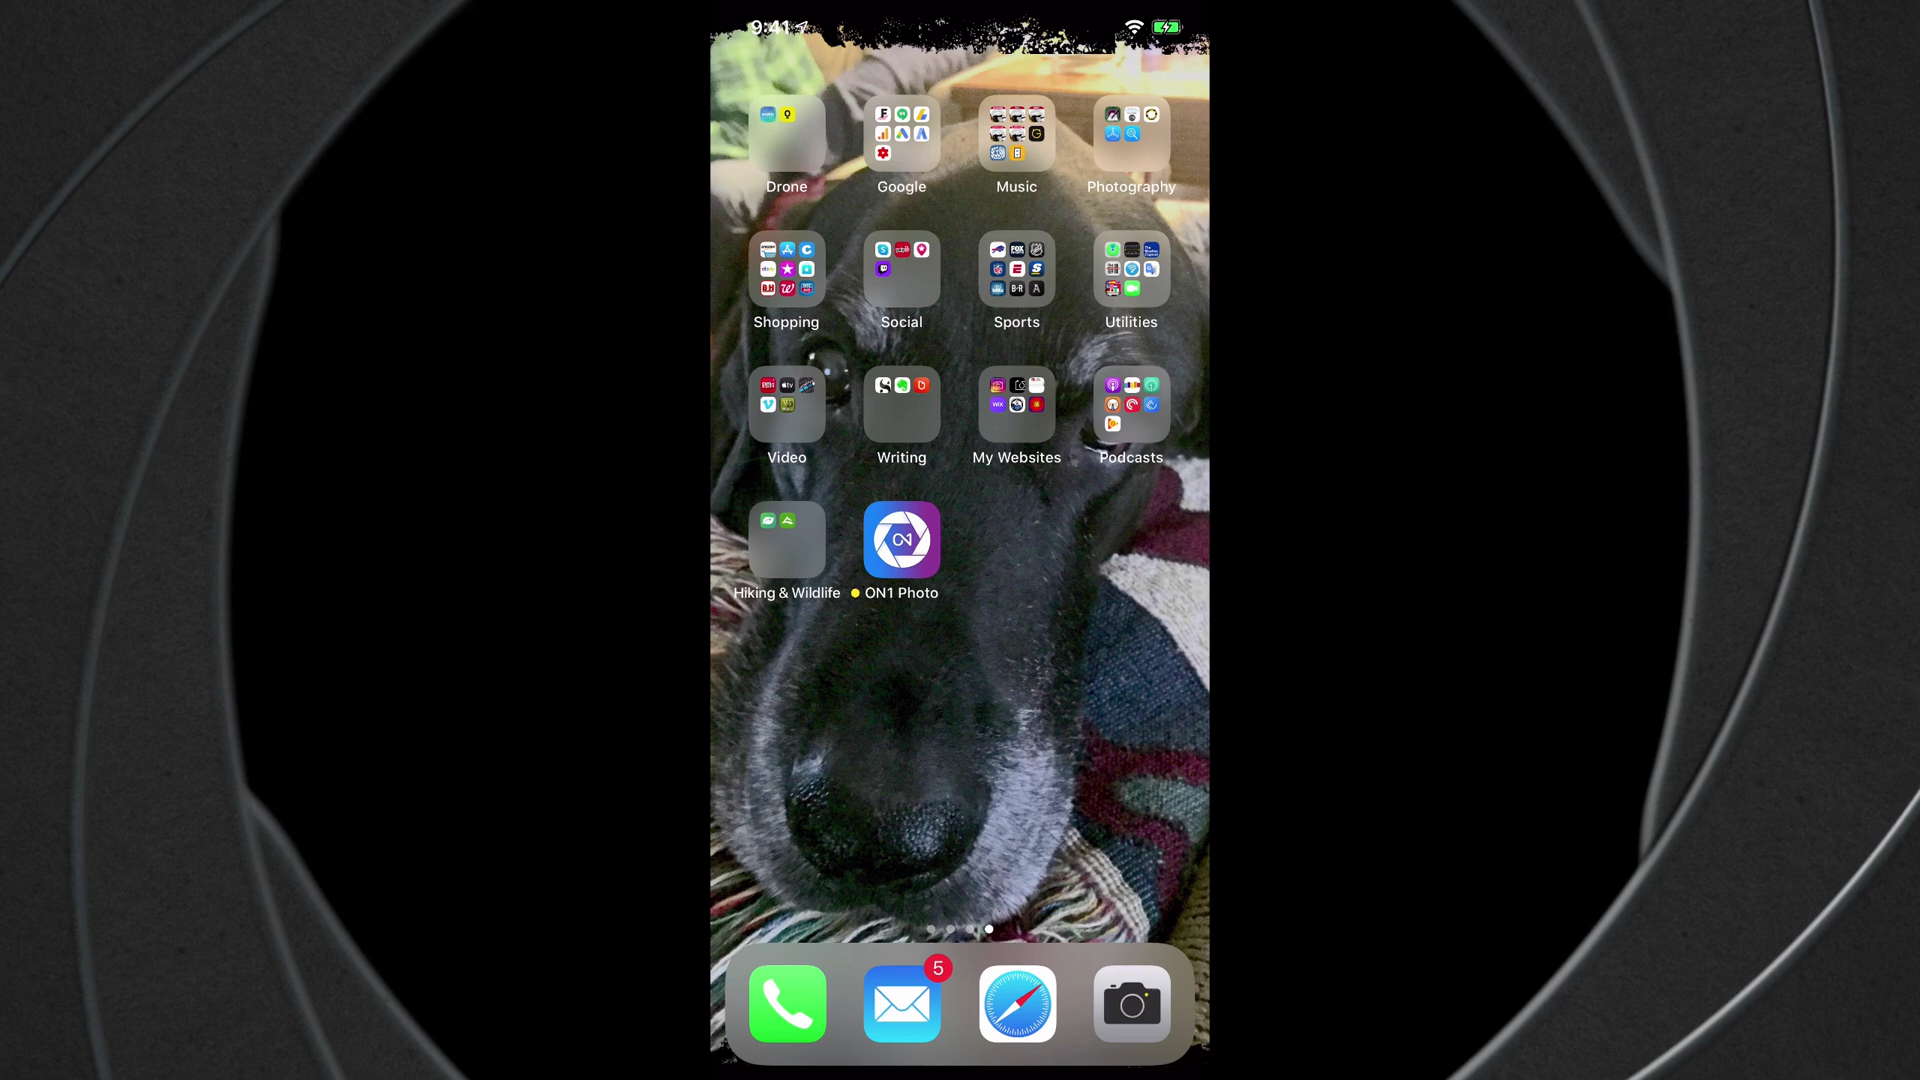 9:41
Drone
Google
Music
Photography
Shopping
Social
Sports
Utilities
Video
Writing
My Websites
Podcasts
Hiking & Wildlife
ON1 Photo
5